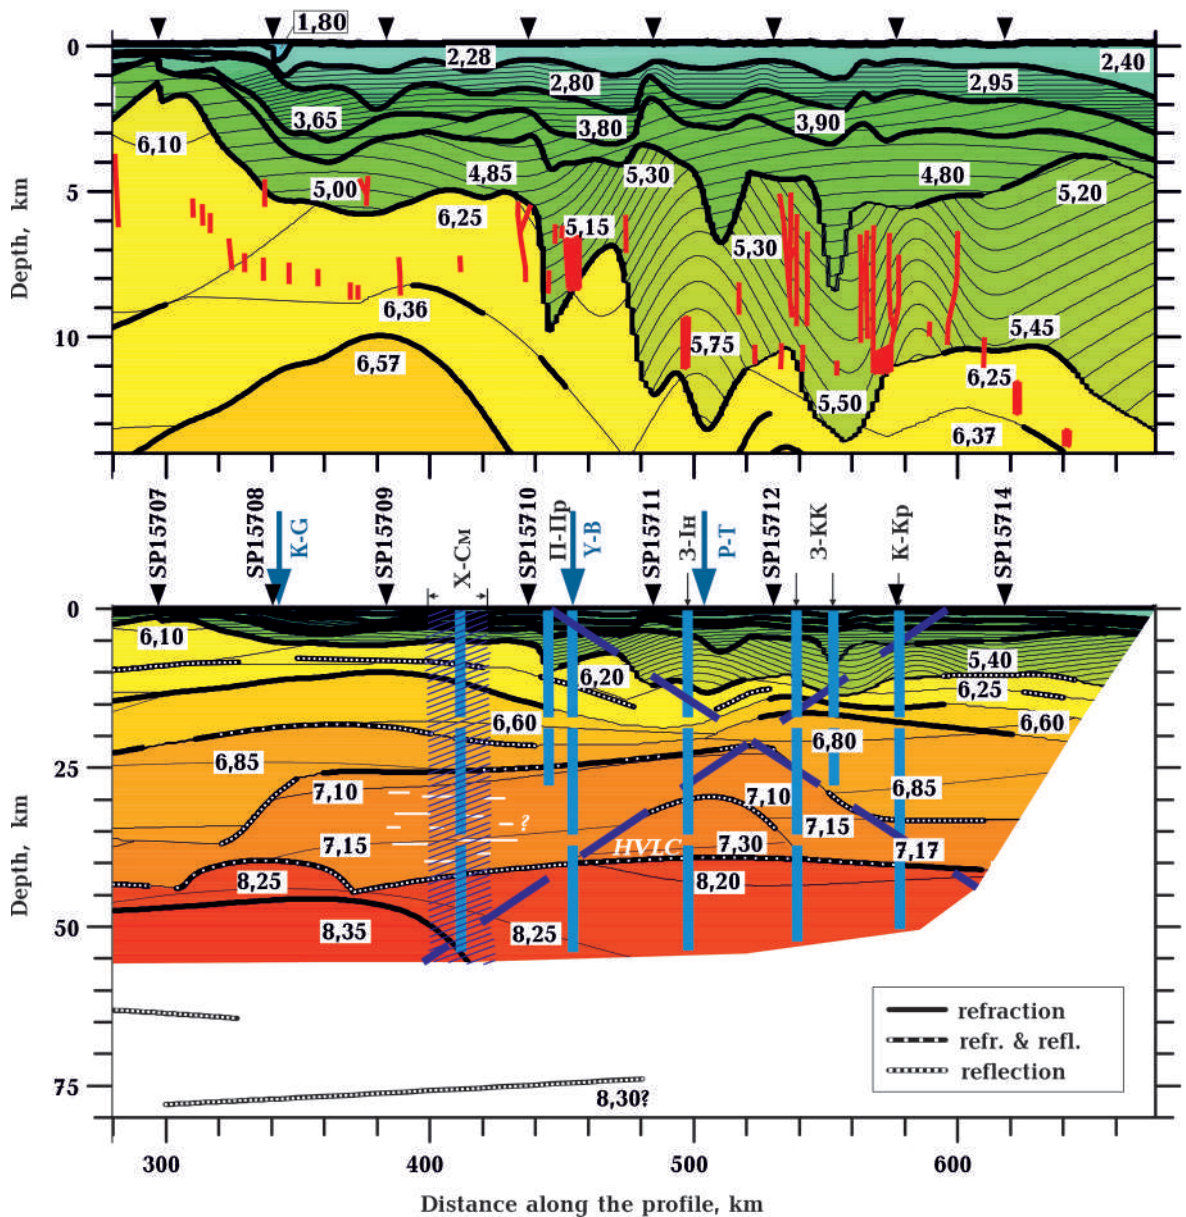 1,80
0
2,28
2,40
2,80
2,95
3,65
3,80
3,90
6,10
4,85
5,30
4,80
5
5,00
5,20
6,25
5,15
5,30
6,36
5,45
10
5,75
6,57
6,25
5,50
6,37
Depth, km
SP15707
SP15708
K-G
SP15709
Х-См
SP15710
П-Пр
Y-B
SP15711
З-Ін
P-T
SP15712
З-КК
К-Кр
SP15714
0
6,10
5,40
6,20
6,25
6,60
6,60
6,80
25
6,85
6,85
7,10
7,10
?
7,15
7,15
HVLC
7,30
7,17
8,25
8,20
50
8,35
8,25
Depth, km
refraction
refr. & refl.
reflection
75
8,30?
300
400
500
600
Distance along the profile, km